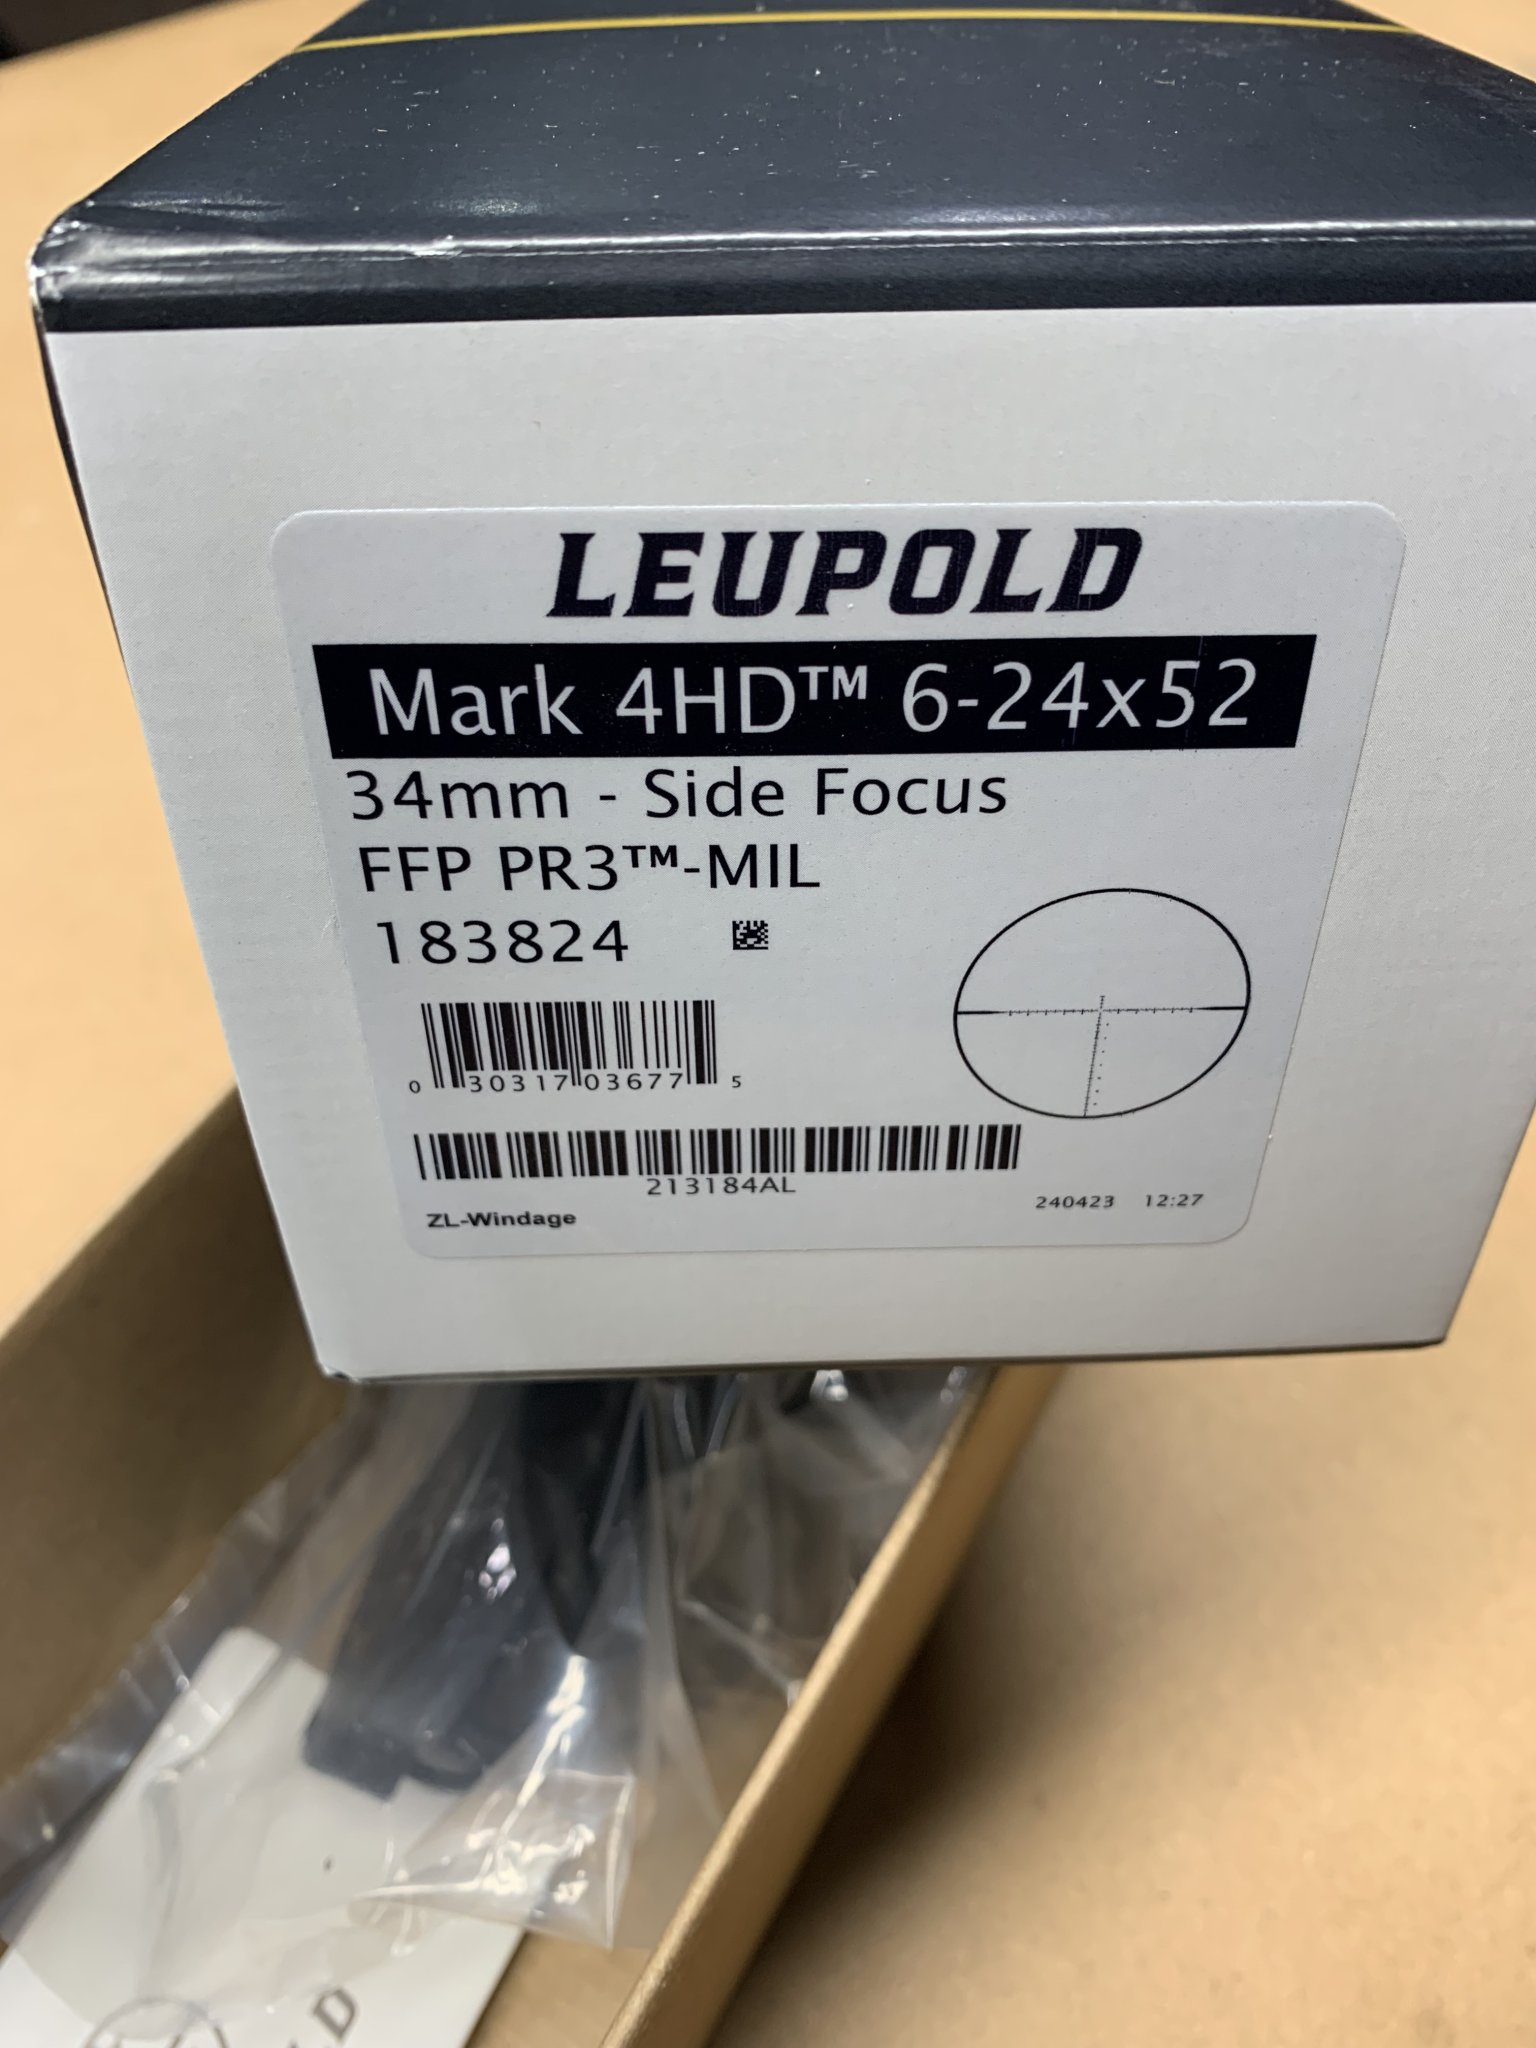 LEUPOLD
Mark 4HD™ 6-24x52
34mm - Side Focus
FFP PR3™-MIL
183824
0 30317 03677 5
213184AL
240423 12:27
ZL-Windage
LD